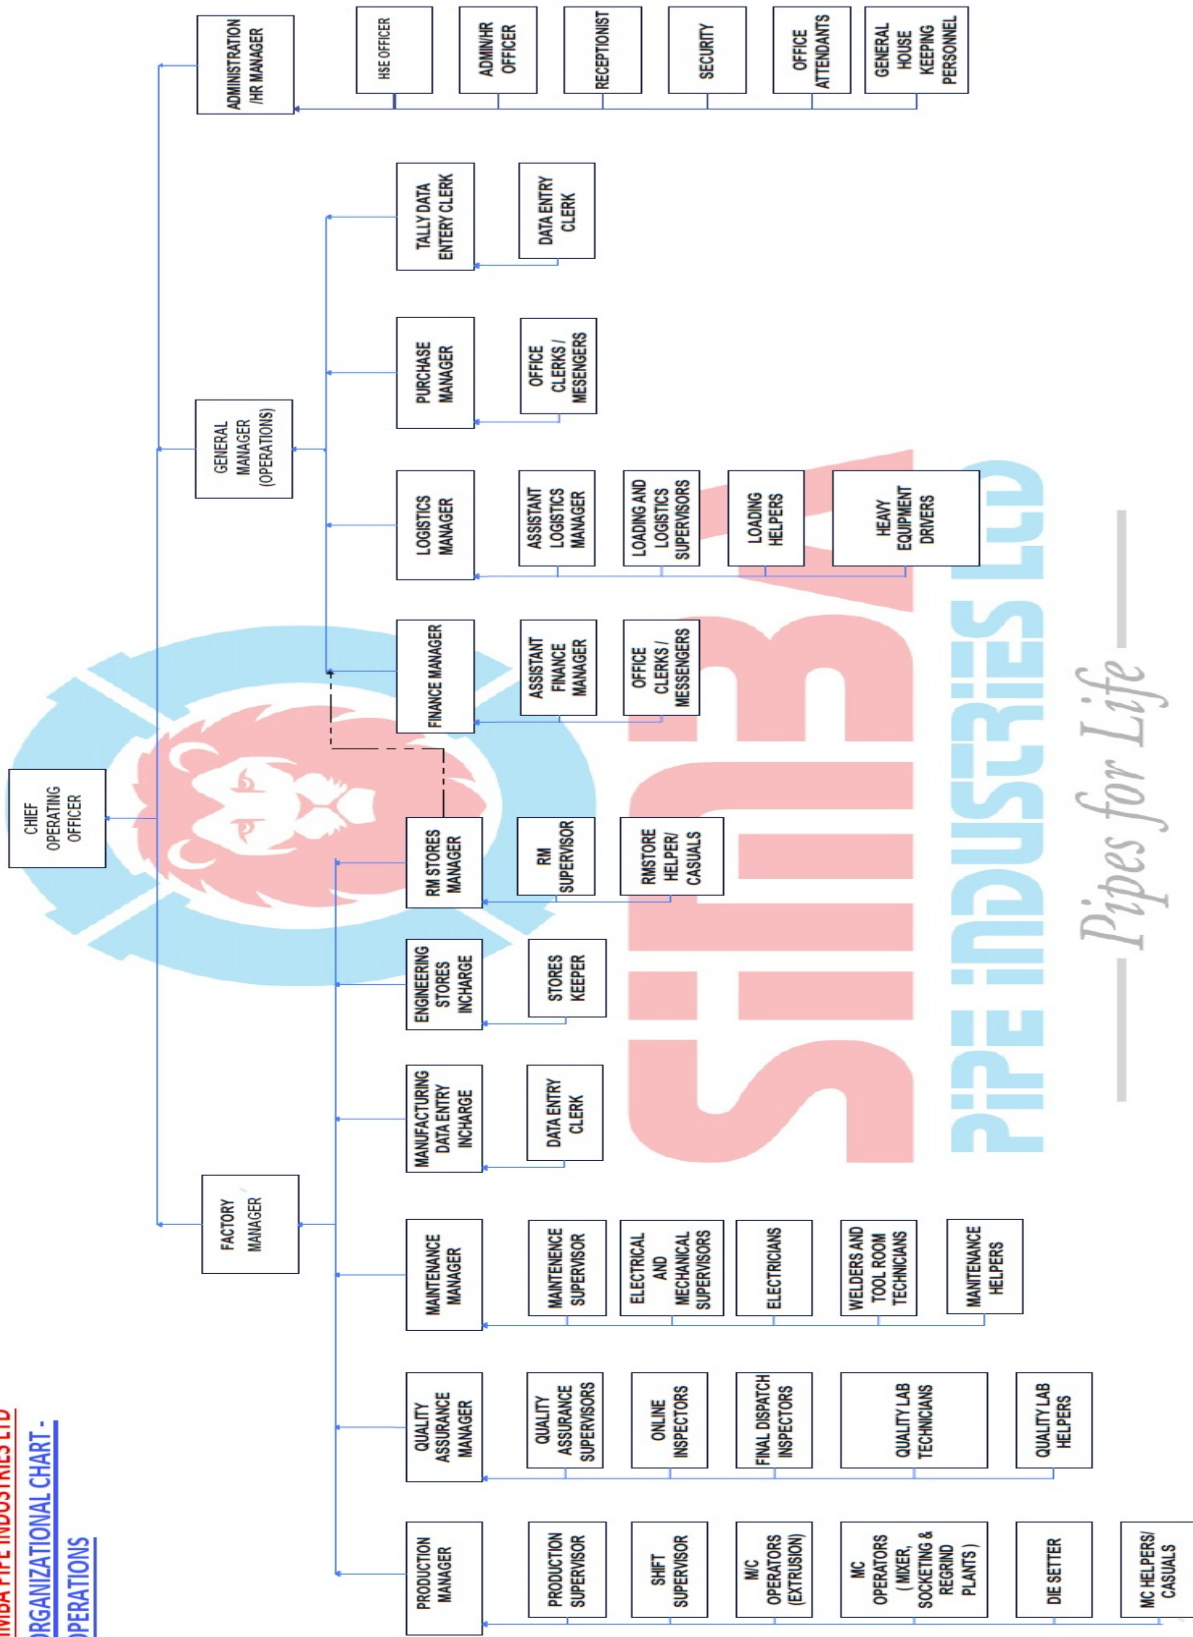 IMBA PIPE INDUSTRIES LTD
ORGANIZATIONAL CHART -
OPERATIONS
CHIEF
OPERATING
OFFICER
FACTORY
MANAGER
GENERAL
MANAGER
(OPERATIONS)
ADMINISTRATION
/HR MANAGER
PRODUCTION
MANAGER
PRODUCTION
SUPERVISOR
SHIFT
SUPERVISOR
M/C
OPERATORS
(EXTRUSION)
MC
OPERATORS
( MIXER,
SOCKETING &
REGRIND
PLANTS )
DIE SETTER
MC HELPERS/
CASUALS
QUALITY
ASSURANCE
MANAGER
QUALITY
ASSURANCE
SUPERVISORS
ONLINE
INSPECTORS
FINAL DISPATCH
INSPECTORS
QUALITY LAB
TECHNICIANS
QUALITY LAB
HELPERS
MAINTENANCE
MANAGER
MAINTENENCE
SUPERVISOR
ELECTRICAL
AND
MECHANICAL
SUPERVISORS
ELECTRICIANS
WELDERS AND
TOOL ROOM
TECHNICIANS
MANITENANCE
HELPERS
MANUFACTURING
DATA ENTRY
INCHARGE
DATA ENTRY
CLERK
ENGINEERING
STORES
INCHARGE
STORES
KEEPER
RM STORES
MANAGER
RM
SUPERVISOR
RMSTORE
HELPER/
CASUALS
FINANCE MANAGER
ASSISTANT
FINANCE
MANAGER
OFFICE
CLERKS /
MESSENGERS
LOGISTICS
MANAGER
ASSISTANT
LOGISTICS
MANAGER
LOADING AND
LOGISTICS
SUPERVISORS
LOADING
HELPERS
HEAVY
EQUIPMENT
DRIVERS
PURCHASE
MANAGER
OFFICE
CLERKS /
MESENGERS
TALLY DATA
ENTERY CLERK
DATA ENTRY
CLERK
HSE OFFICER
ADMIN/HR
OFFICER
RECEPTIONIST
SECURITY
OFFICE
ATTENDANTS
GENERAL
HOUSE
KEEPING
PERSONNEL
SIMBA
PIPE INDUSTRIES LTD
Pipes for Life